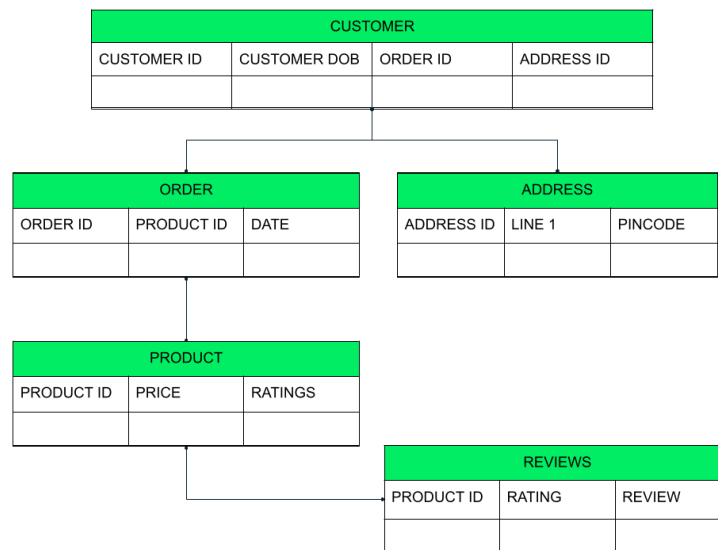 CUSTOMER
CUSTOMER ID CUSTOMER DOB ORDER ID ADDRESS ID
ORDER
ORDER ID PRODUCT ID DATE
ADDRESS
ADDRESS ID LINE 1 PINCODE
PRODUCT
PRODUCT ID PRICE RATINGS
REVIEWS
PRODUCT ID RATING REVIEW